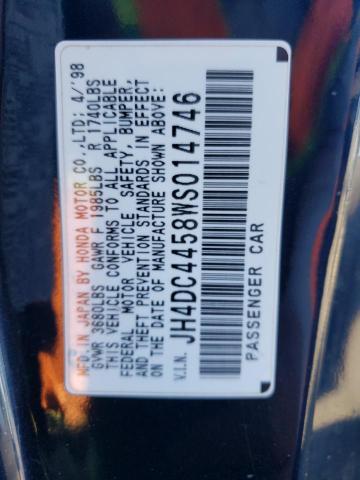 MFD. IN JAPAN BY HONDA MOTOR CO.,LTD; 4/'98
GVWR 3680LBS GAWR F 1985LBS R 1740LBS
THIS VEHICLE CONFORMS TO ALL APPLICABLE
FEDERAL MOTOR VEHICLE SAFETY, BUMPER,
AND THEFT PREVENTION STANDARDS IN EFFECT
ON THE DATE OF MANUFACTURE SHOWN ABOVE.
V.I.N. JH4DC4458WS014746
PASSENGER CAR